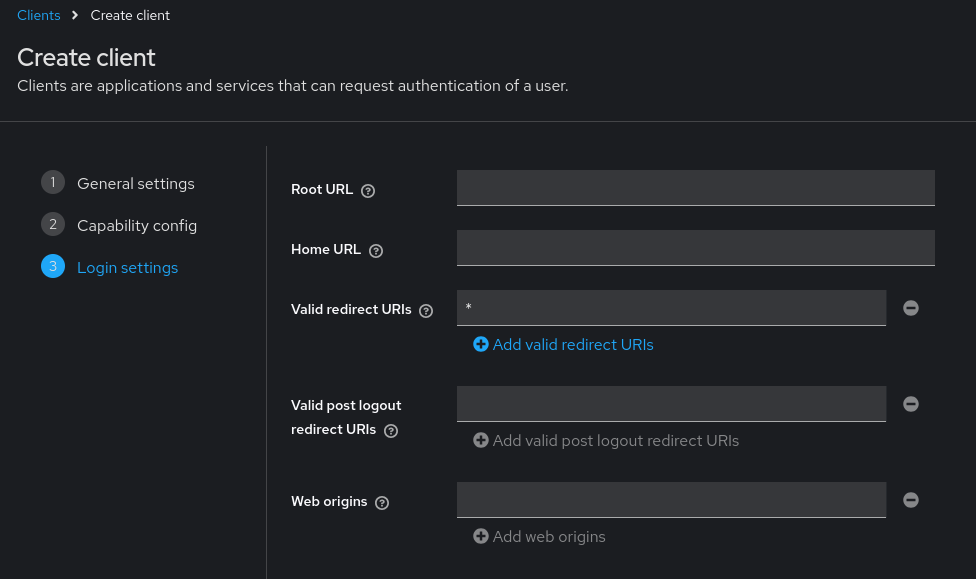 Clients > Create client
Create client
Clients are applications and services that can request authentication of a user.
1 General settings
2 Capability config
3 Login settings
Root URL ?
Home URL ?
Valid redirect URIs ? *
Add valid redirect URIs
Valid post logout
redirect URIs ?
Add valid post logout redirect URIs
Web origins ?
Add web origins